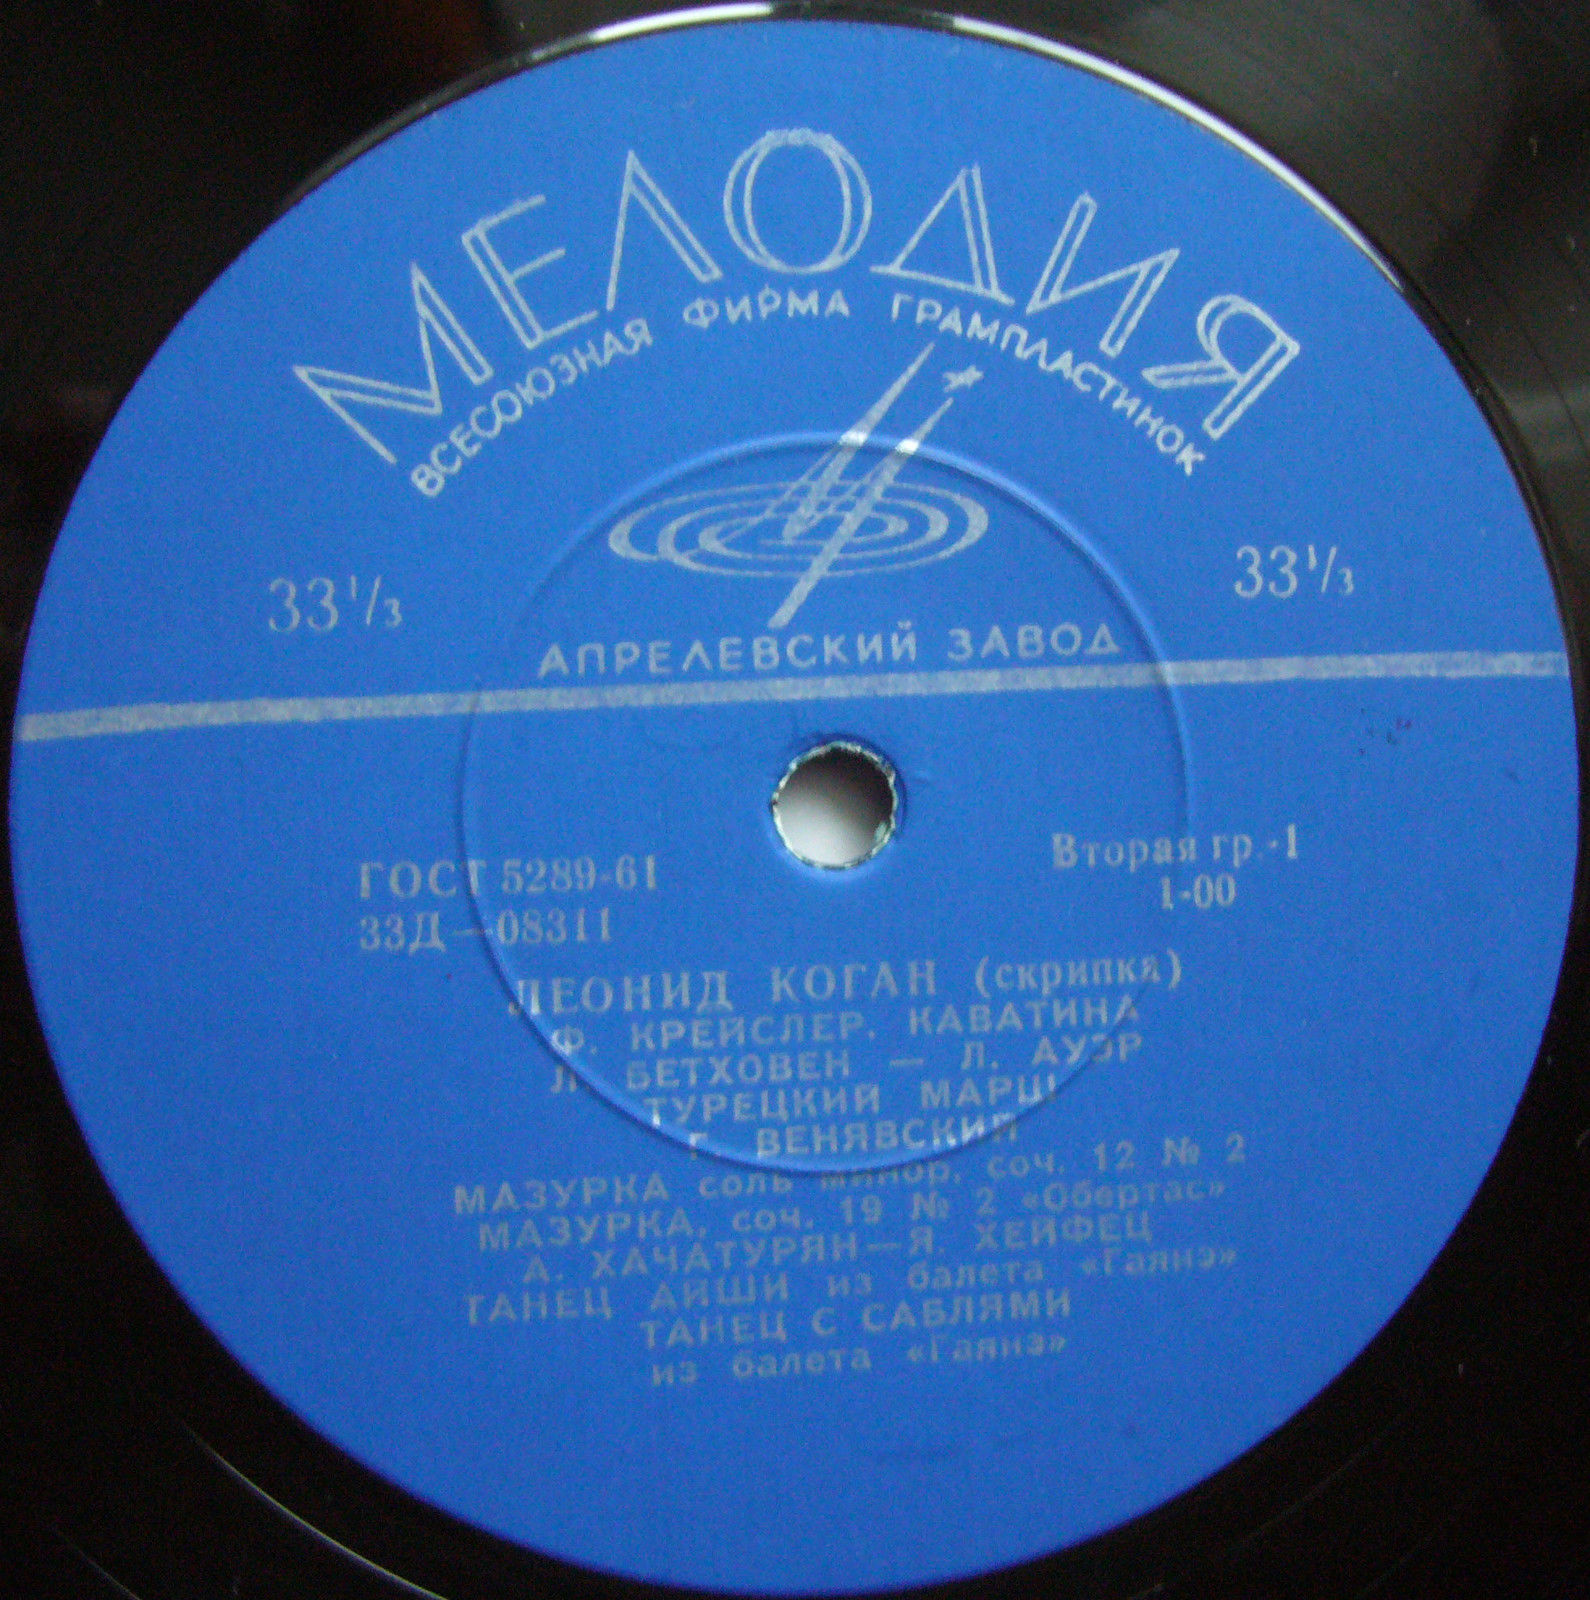 МЕЛОДИЯ
ВСЕСОЮЗНАЯ ФИРМА ГРАМПЛАСТИНОК
33⅓ 33⅓
АПРЕЛЕВСКИЙ ЗАВОД
ГОСТ 5289-61
33Д—08311
Вторая гр.-1
1-00
ЛЕОНИД КОГАН (скрипка)
Ф. КРЕЙСЛЕР. КАВАТИНА
Л. БЕТХОВЕН — Л. АУЭР
ТУРЕЦКИЙ МАРШ
Г. ВЕНЯВСКИЙ
МАЗУРКА соль минор, соч. 12 № 2
МАЗУРКА, соч. 19 № 2 «Обертас»
А. ХАЧАТУРЯН—Я. ХЕЙФЕЦ
ТАНЕЦ АЙШИ из балета «Гаянэ»
ТАНЕЦ С САБЛЯМИ
из балета «Гаянэ»